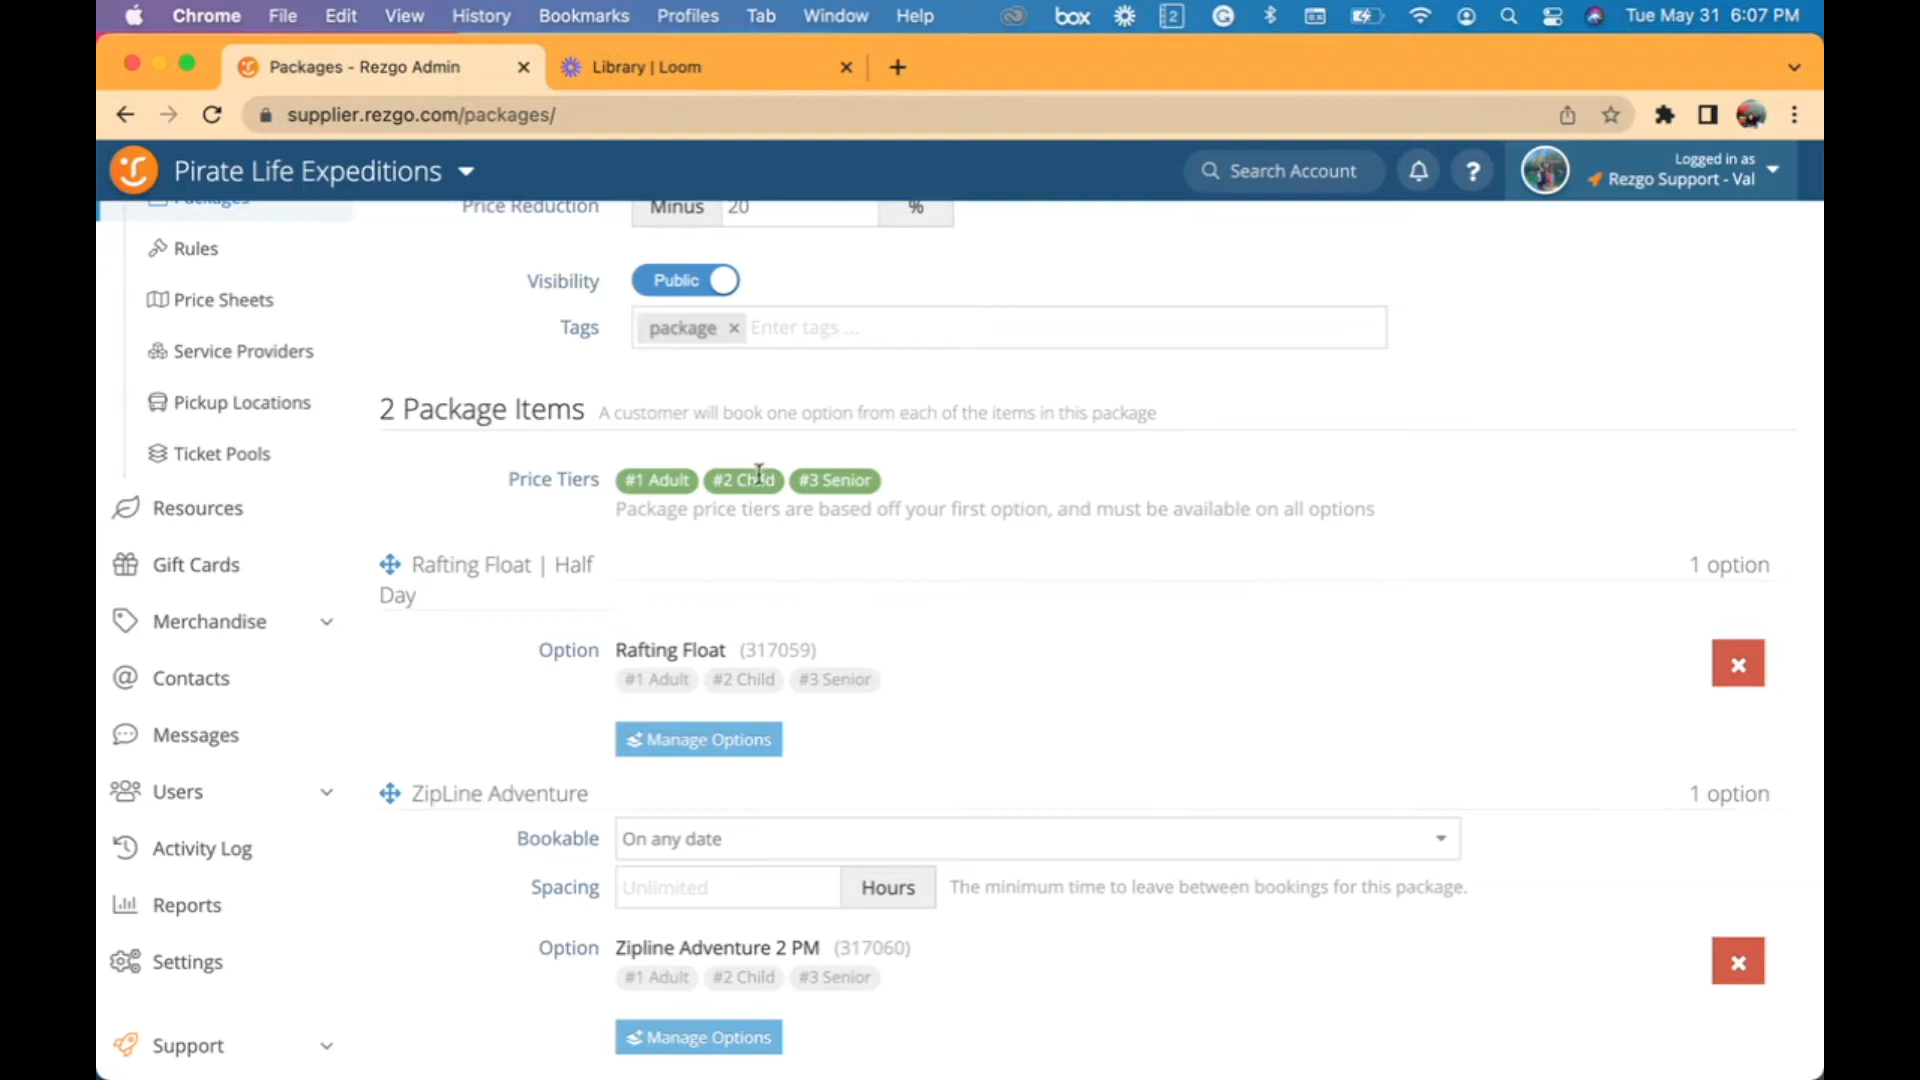 Chrome File Edit View History Bookmarks Profiles Tab Window Help box 2 Tue May 31 6:07 PM
Packages - Rezgo Admin Library | Loom
supplier.rezgo.com/packages/
Pirate Life Expeditions Search Account ? Logged in as
Rezgo Support - Val
Packages
Rules
Price Sheets
Service Providers
Pickup Locations
Ticket Pools
Resources
Gift Cards
Merchandise
Contacts
Messages
Users
Activity Log
Reports
Settings
Support
Price Reduction Minus 20 %
Visibility Public
Tags package × Enter tags ...
2 Package Items A customer will book one option from each of the items in this package
Price Tiers #1 Adult #2 Child #3 Senior
Package price tiers are based off your first option, and must be available on all options
Rafting Float | Half 1 option
Day
Option Rafting Float (317059)
#1 Adult #2 Child #3 Senior
Manage Options
ZipLine Adventure 1 option
Bookable On any date
Spacing Unlimited Hours The minimum time to leave between bookings for this package.
Option Zipline Adventure 2 PM (317060)
#1 Adult #2 Child #3 Senior
Manage Options